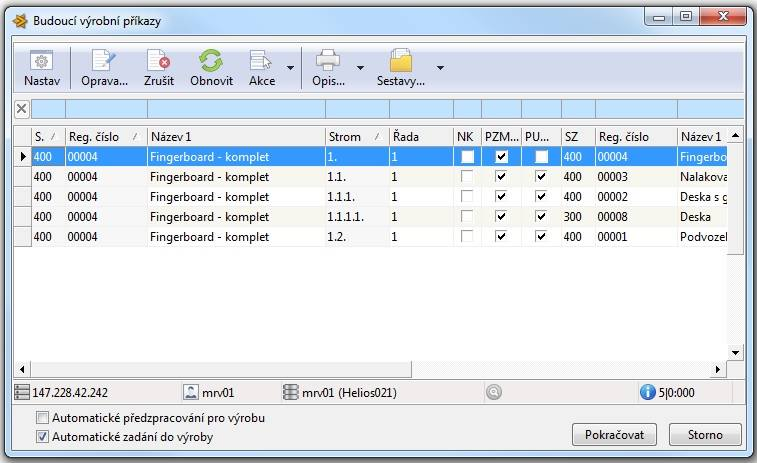 Budoucí výrobní příkazy
Nastav Oprava... Zrušit Obnovit Akce Opis... Sestavy...
S. Reg. číslo Název 1 Strom Řada NK PZM... PU... SZ Reg. číslo Název 1
400 00004 Fingerboard - komplet 1. 1 400 00004 Fingerbo
400 00004 Fingerboard - komplet 1.1. 1 400 00003 Nalakova
400 00004 Fingerboard - komplet 1.1.1. 1 400 00002 Deska s g
400 00004 Fingerboard - komplet 1.1.1.1. 1 300 00008 Deska
400 00004 Fingerboard - komplet 1.2. 1 400 00001 Podvozel
147.228.42.242 mrv01 mrv01 (Helios021) 5|0:000
Automatické předzpracování pro výrobu
Automatické zadání do výroby
Pokračovat Storno